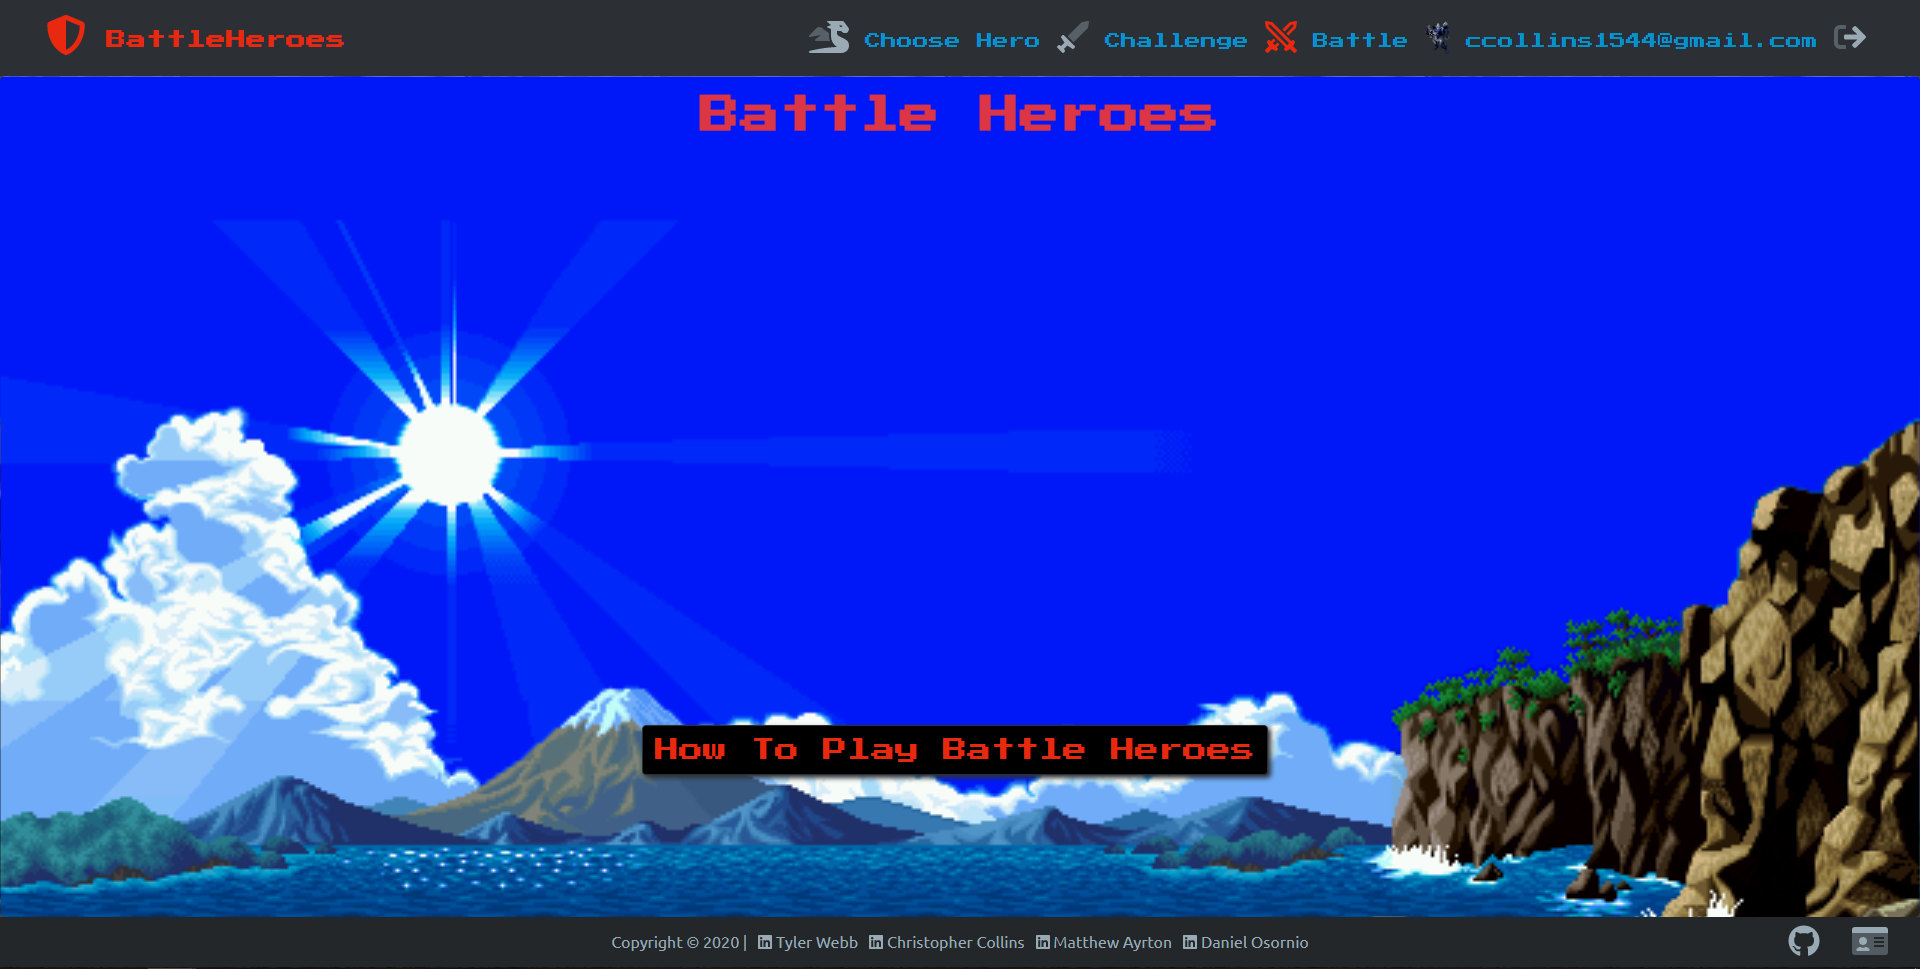 BattleHeroes
Choose Hero Challenge Battle ccollins1544@gmail.com
Battle Heroes
How To Play Battle Heroes
Copyright © 2020 | Tyler Webb Christopher Collins Matthew Ayrton Daniel Osornio